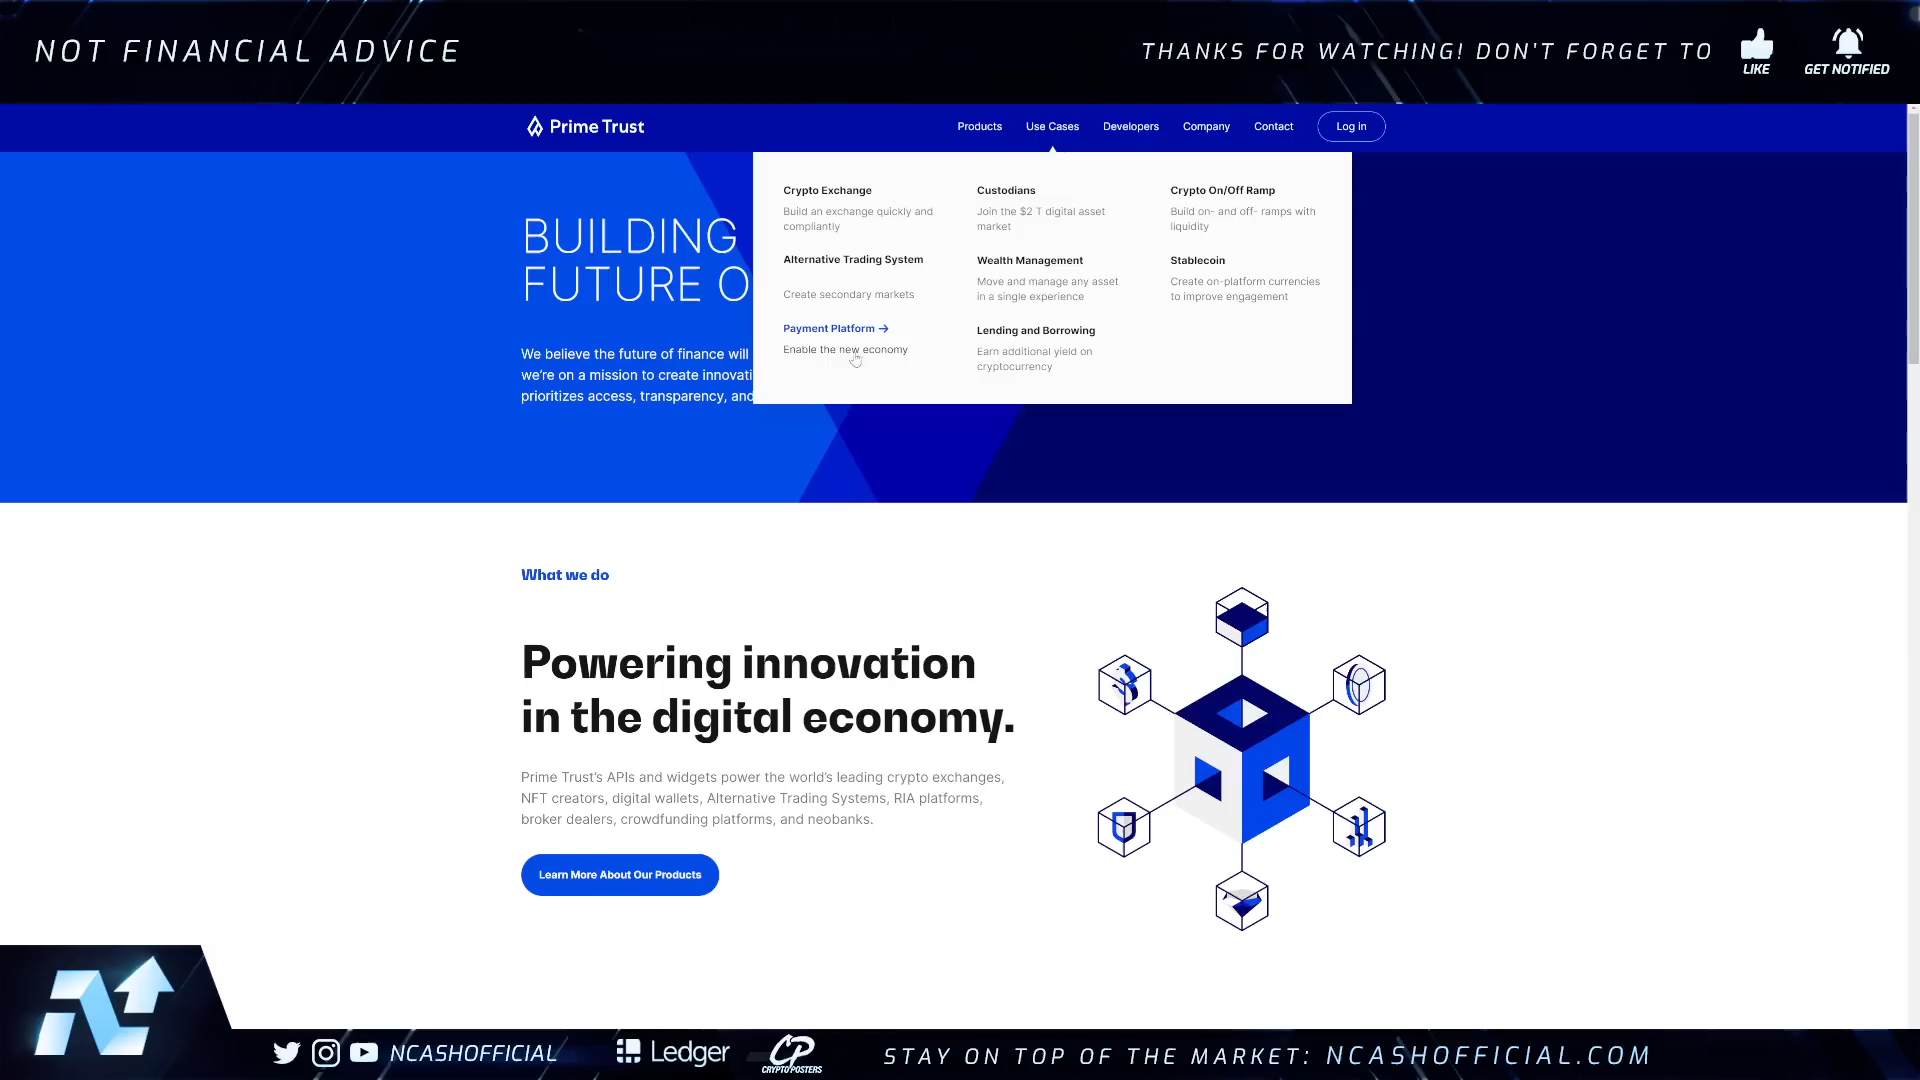 NOT FINANCIAL ADVICE
THANKS FOR WATCHING! DON'T FORGET TO
LIKE
GET NOTIFIED
Prime Trust
Products
Use Cases
Developers
Company
Contact
Log in
BUILDING
FUTURE O
We believe the future of finance will
we're on a mission to create innovati
prioritizes access, transparency, and
Crypto Exchange
Build an exchange quickly and
compliantly
Alternative Trading System
Create secondary markets
Payment Platform →
Enable the new economy
Custodians
Join the $2 T digital asset
market
Wealth Management
Move and manage any asset
in a single experience
Lending and Borrowing
Earn additional yield on
cryptocurrency
Crypto On/Off Ramp
Build on- and off- ramps with
liquidity
Stablecoin
Create on-platform currencies
to improve engagement
What we do
Powering innovation
in the digital economy.
Prime Trust's APIs and widgets power the world's leading crypto exchanges,
NFT creators, digital wallets, Alternative Trading Systems, RIA platforms,
broker dealers, crowdfunding platforms, and neobanks.
Learn More About Our Products
NCASHOFFICIAL
Ledger
CP
CRYPTOPOSTERS
STAY ON TOP OF THE MARKET: NCASHOFFICIAL.COM